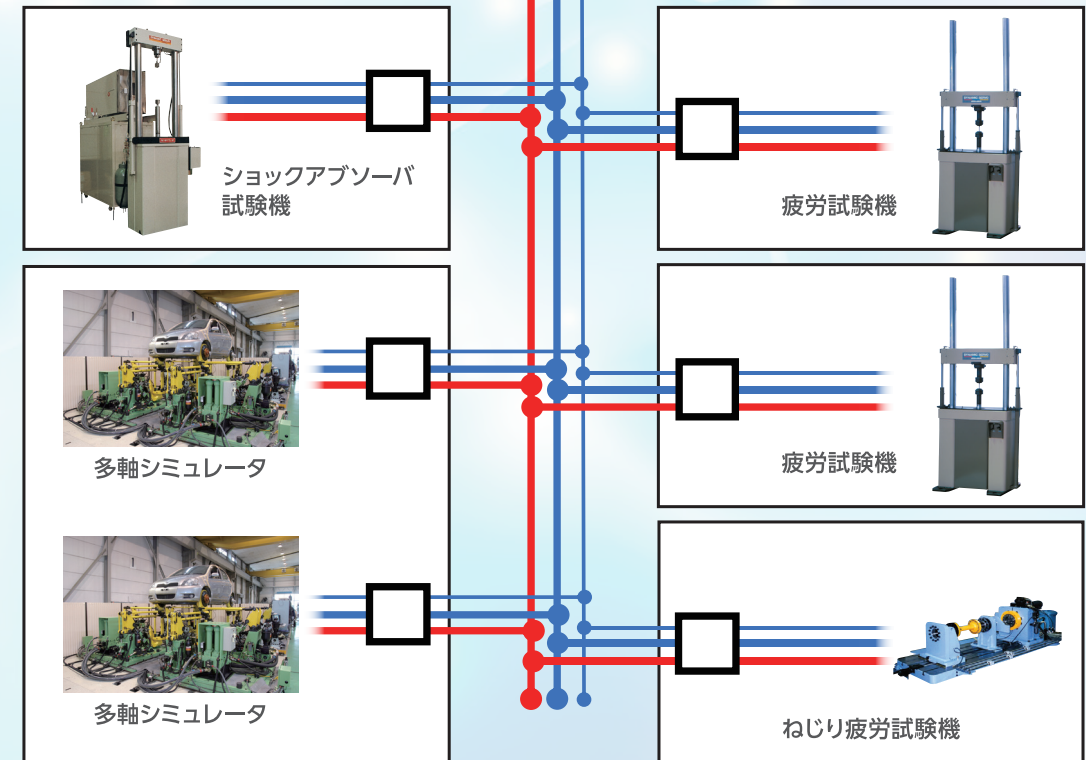 ショックアブソーバ
試験機
疲労試験機
多軸シミュレータ
疲労試験機
多軸シミュレータ
ねじり疲労試験機